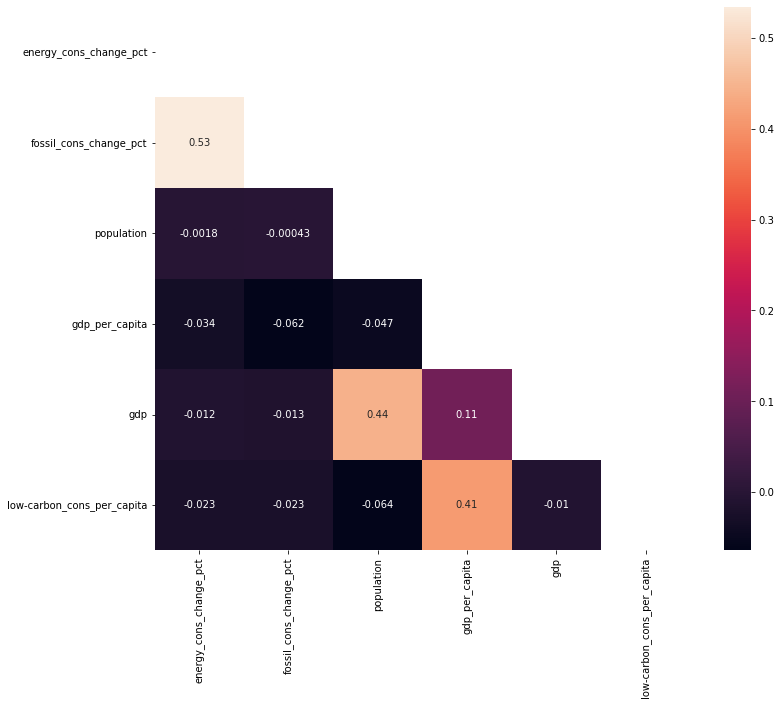 energy_cons_change_pct
fossil_cons_change_pct
population
gdp_per_capita
gdp
low-carbon_cons_per_capita
0.53
-0.0018 -0.00043
-0.034 -0.062 -0.047
-0.012 -0.013 0.44 0.11
-0.023 -0.023 -0.064 0.41 -0.01
energy_cons_change_pct
fossil_cons_change_pct
population
gdp_per_capita
gdp
low-carbon_cons_per_capita
0.5
0.4
0.3
0.2
0.1
0.0